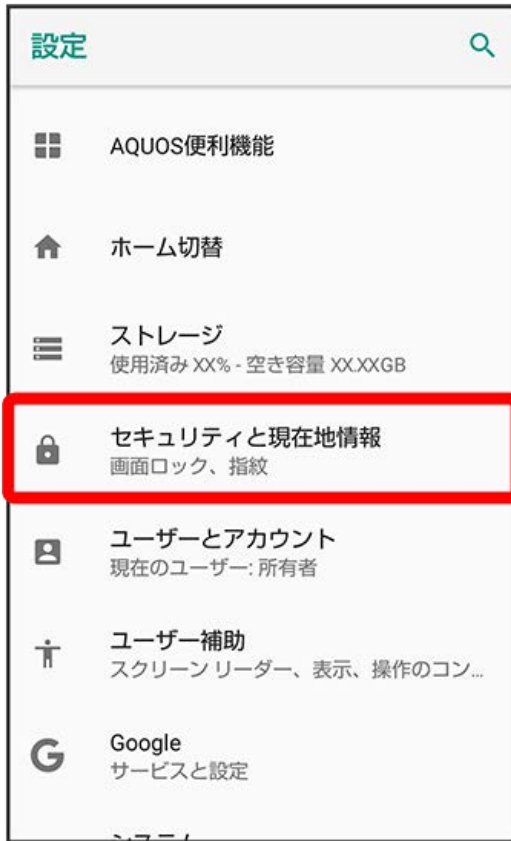 設定
AQUOS便利機能
ホーム切替
ストレージ
使用済み XX% - 空き容量 XX.XXGB
セキュリティと現在地情報
画面ロック、指紋
ユーザーとアカウント
現在のユーザー: 所有者
ユーザー補助
スクリーン リーダー、表示、操作のコン...
Google
サービスと設定